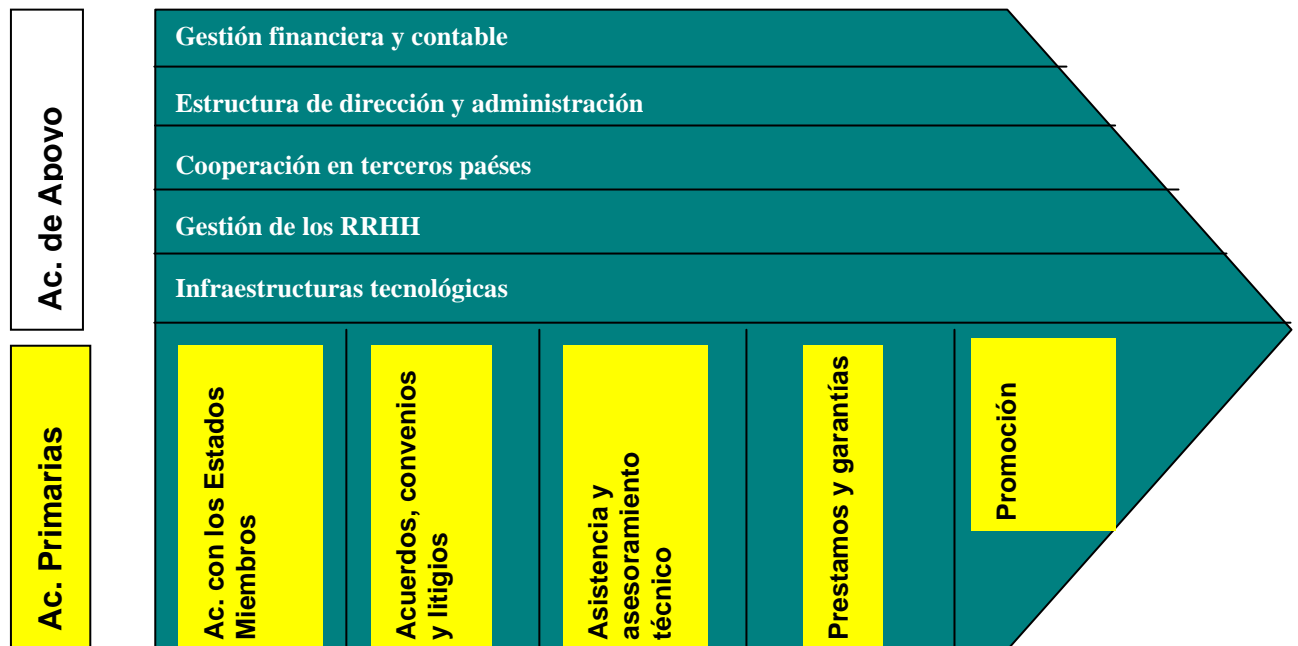 Ac. de Apoyo
Gestión financiera y contable
Estructura de dirección y administración
Cooperación en terceros paéses
Gestión de los RRHH
Infraestructuras tecnológicas
Ac. Primarias
Ac. con los Estados
Miembros
Acuerdos, convenios
y litigios
Asistencia y
asesoramiento
técnico
Prestamos y garantías
Promoción